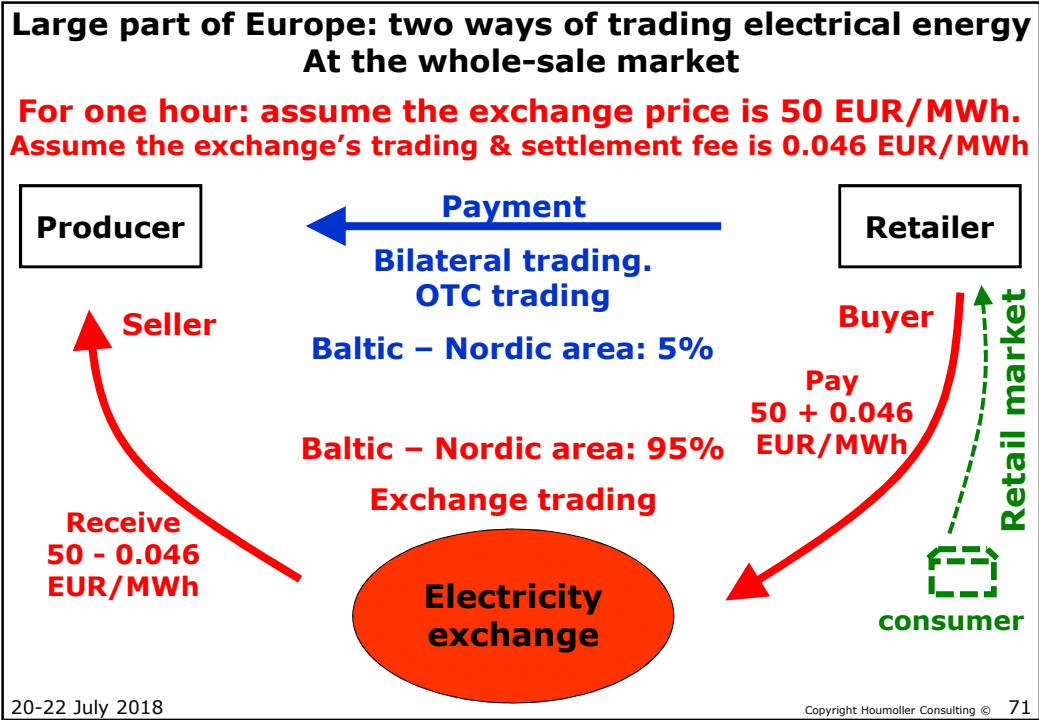 Large part of Europe: two ways of trading electrical energy
At the whole-sale market
For one hour: assume the exchange price is 50 EUR/MWh.
Assume the exchange's trading & settlement fee is 0.046 EUR/MWh
Producer
Payment
Retailer
Bilateral trading.
OTC trading
Seller
Buyer
Baltic – Nordic area: 5%
Pay
50 + 0.046
EUR/MWh
Retail market
Baltic – Nordic area: 95%
Exchange trading
Receive
50 - 0.046
EUR/MWh
Electricity
exchange
consumer
20-22 July 2018
Copyright Houmoller Consulting ©
71